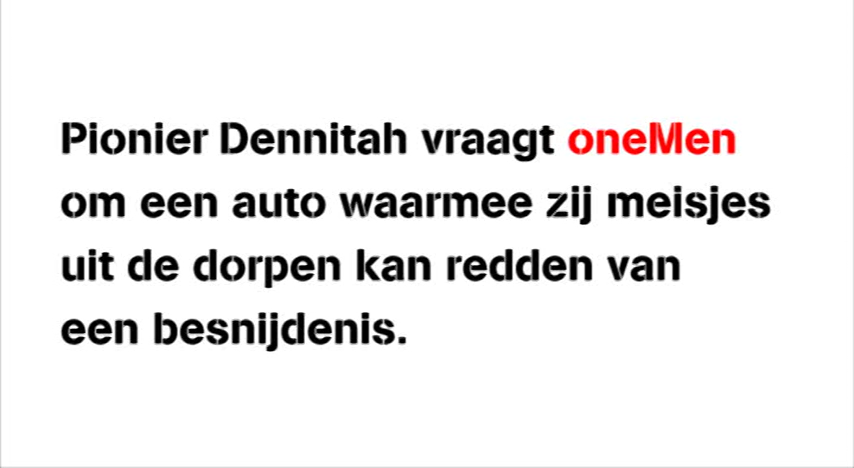 Pionier Dennitah vraagt oneMen
om een auto waarmee zij meisjes
uit de dorpen kan redden van
een besnijdenis.